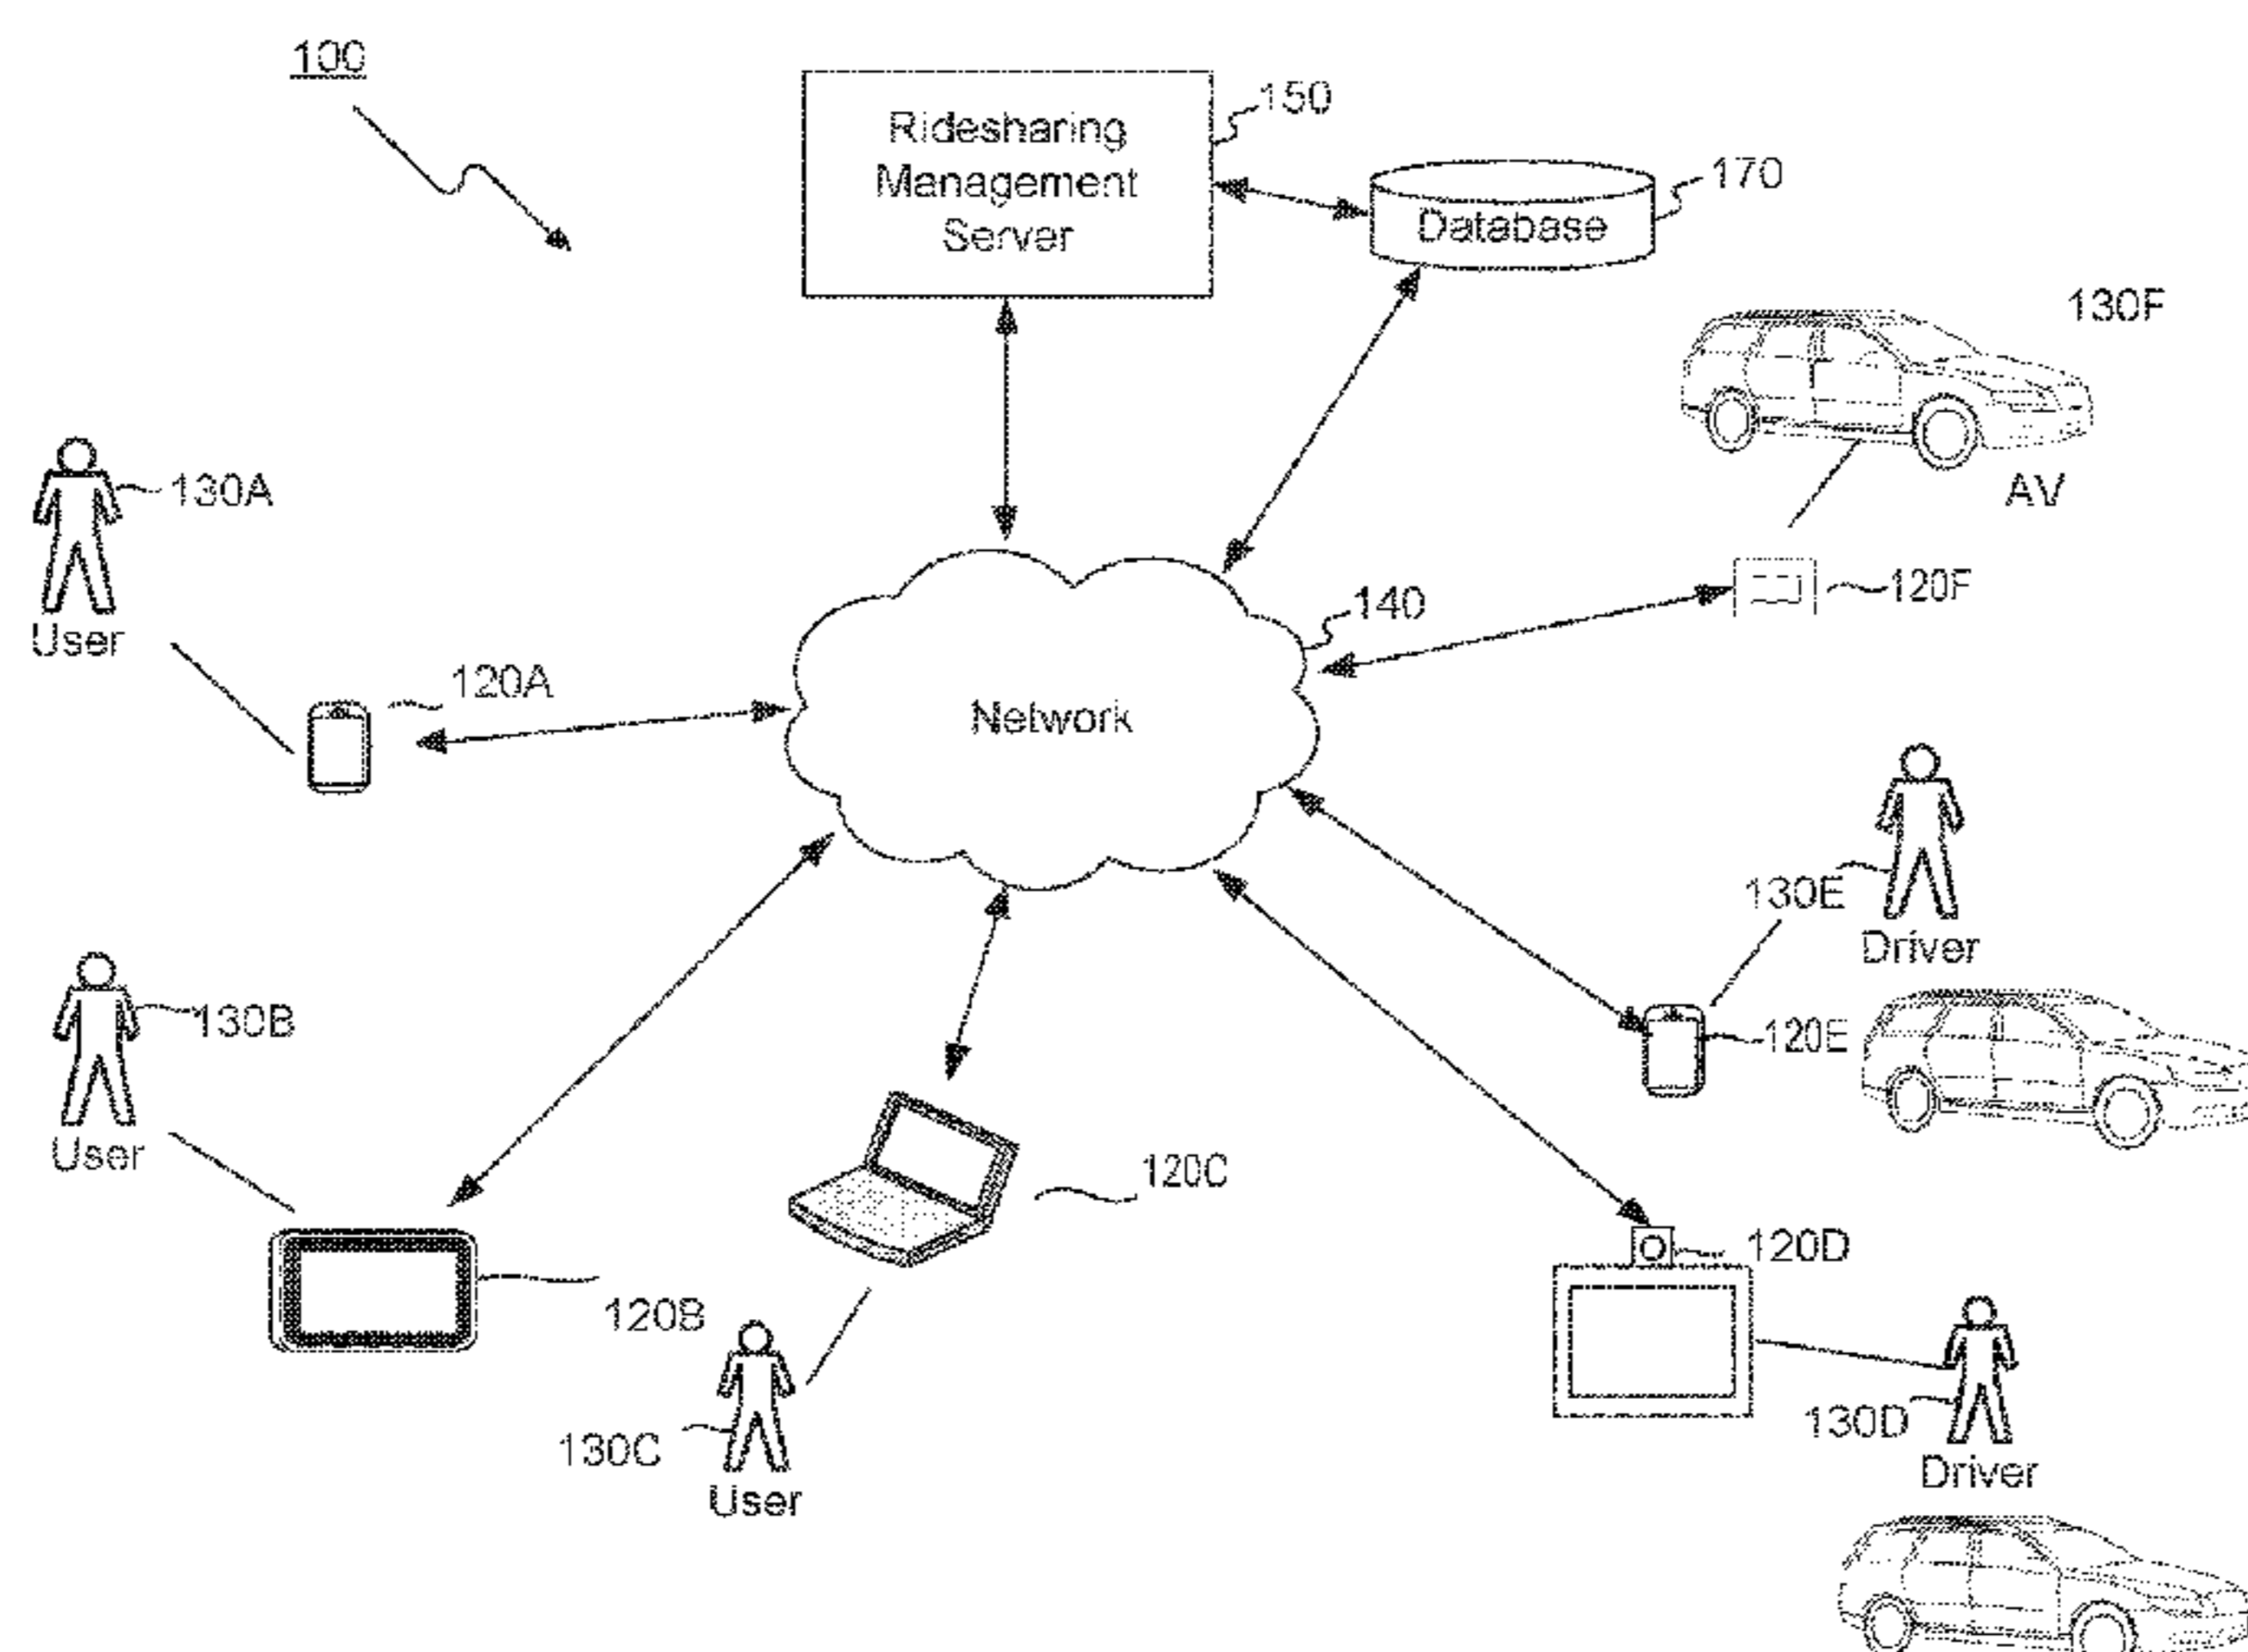 100
Ridesharing
Management
Server
150
Database
170
130F
AV
130A
User
120A
140
Network
120F
130E
Driver
120E
130B
User
120B
120C
130C
User
120D
130D
Driver